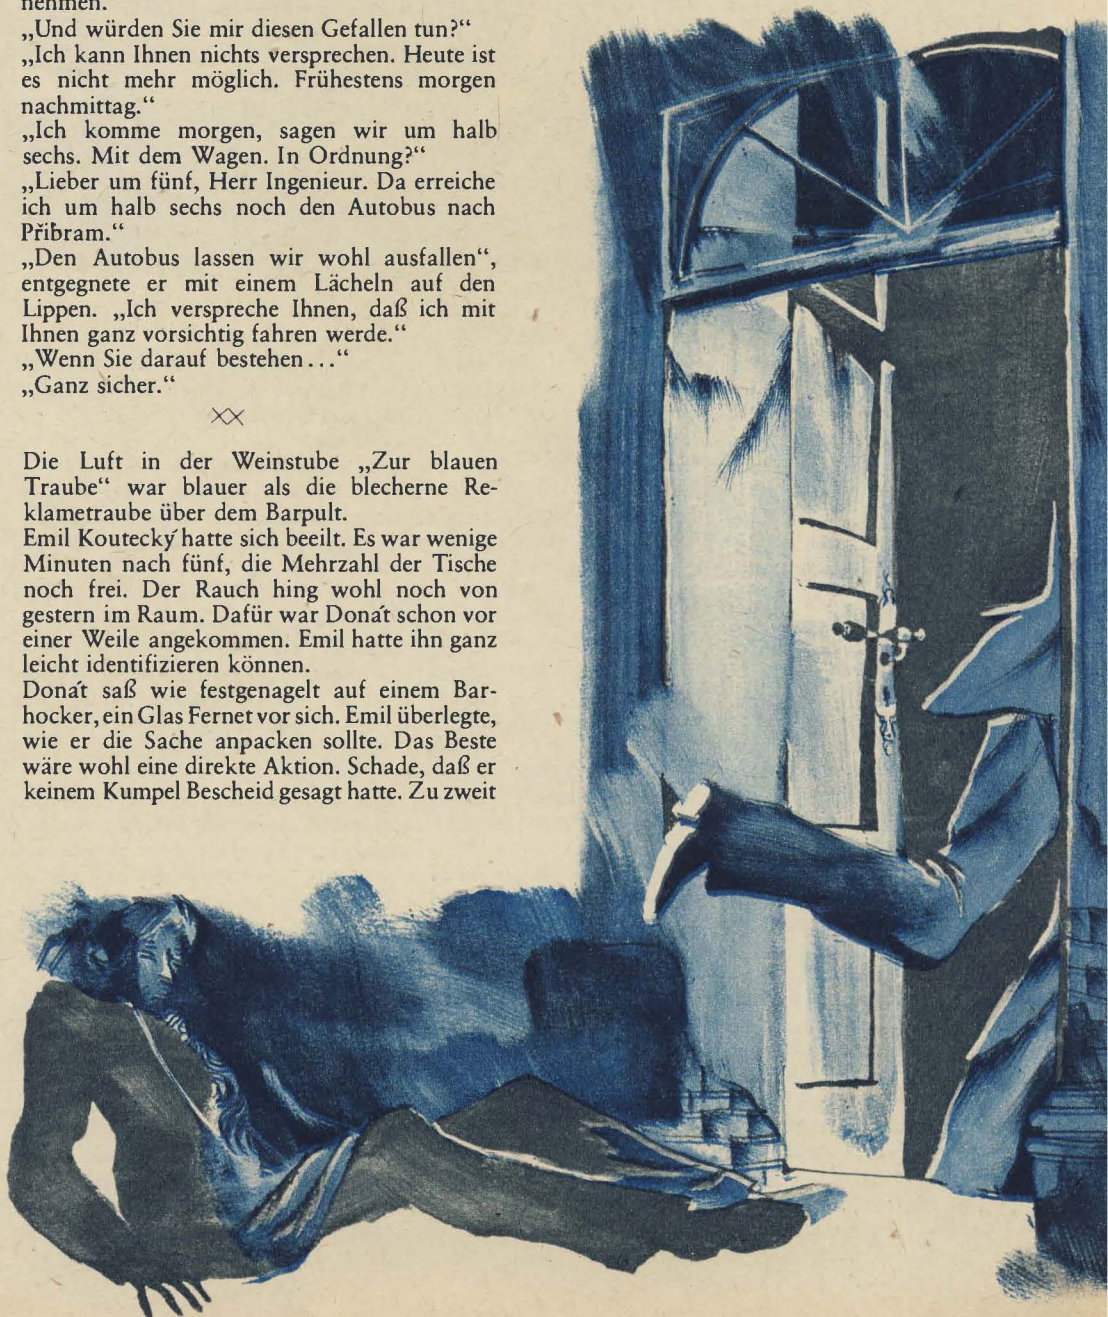 nehmen.
„Und würden Sie mir diesen Gefallen tun?“
„Ich kann Ihnen nichts versprechen. Heute ist
es nicht mehr möglich. Frühestens morgen
nachmittag.“
„Ich komme morgen, sagen wir um halb
sechs. Mit dem Wagen. In Ordnung?“
„Lieber um fünf, Herr Ingenieur. Da erreiche
ich um halb sechs noch den Autobus nach
Příbram.“
„Den Autobus lassen wir wohl ausfallen“,
entgegnete er mit einem Lächeln auf den
Lippen. „Ich verspreche Ihnen, daß ich mit
Ihnen ganz vorsichtig fahren werde.“
„Wenn Sie darauf bestehen...“
„Ganz sicher.“
XX
Die Luft in der Weinstube „Zur blauen
Traube“ war blauer als die blecherne Re-
klametraube über dem Barpult.
Emil Koutecký hatte sich beeilt. Es war wenige
Minuten nach fünf, die Mehrzahl der Tische
noch frei. Der Rauch hing wohl noch von
gestern im Raum. Dafür war Donát schon vor
einer Weile angekommen. Emil hatte ihn ganz
leicht identifizieren können.
Donát saß wie festgenagelt auf einem Bar-
hocker, ein Glas Fernet vor sich. Emil überlegte,
wie er die Sache anpacken sollte. Das Beste
wäre wohl eine direkte Aktion. Schade, daß er
keinem Kumpel Bescheid gesagt hatte. Zu zweit